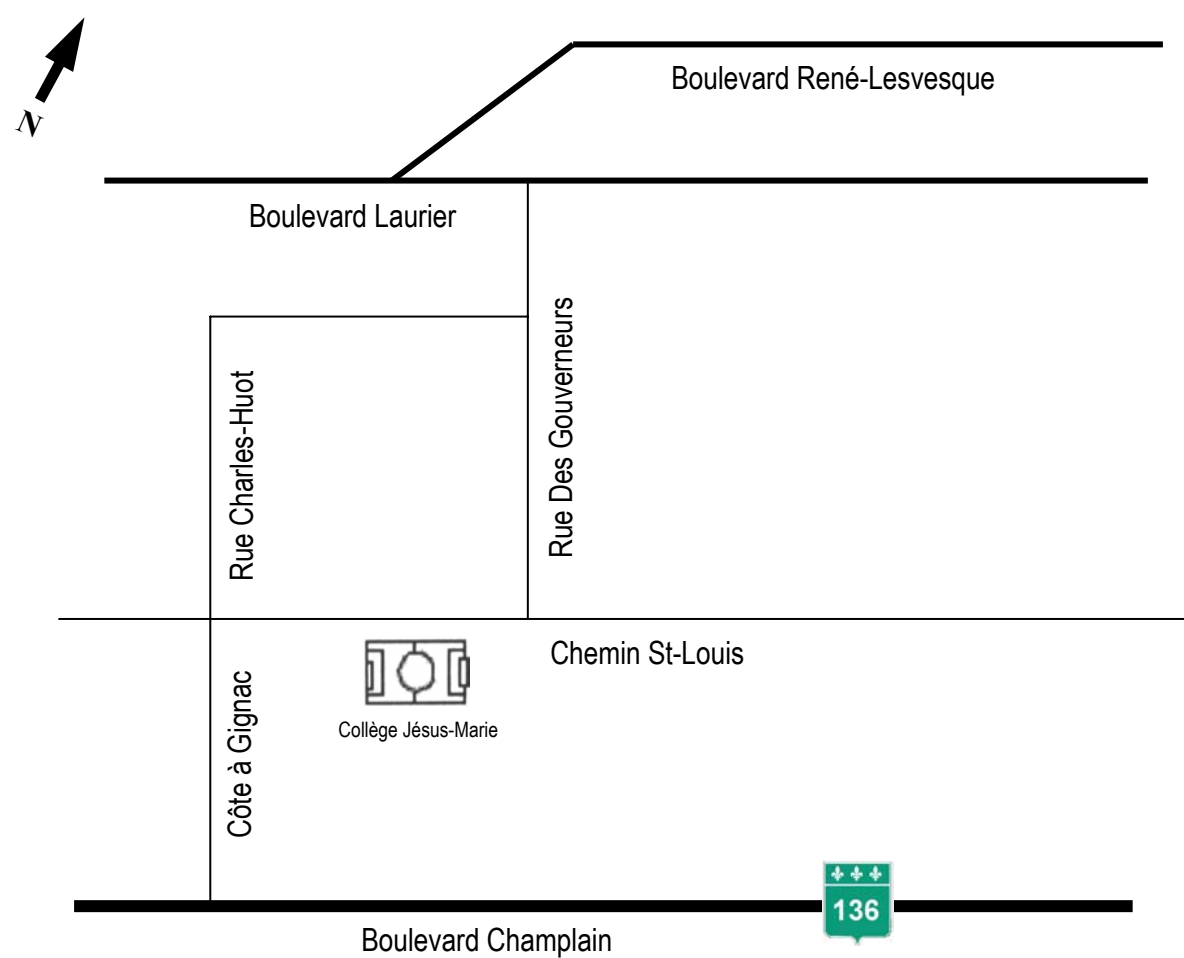 N
Boulevard René-Lesvesque
Boulevard Laurier
Rue Charles-Huot
Rue Des Gouverneurs
Chemin St-Louis
Collège Jésus-Marie
Côte à Gignac
136
Boulevard Champlain